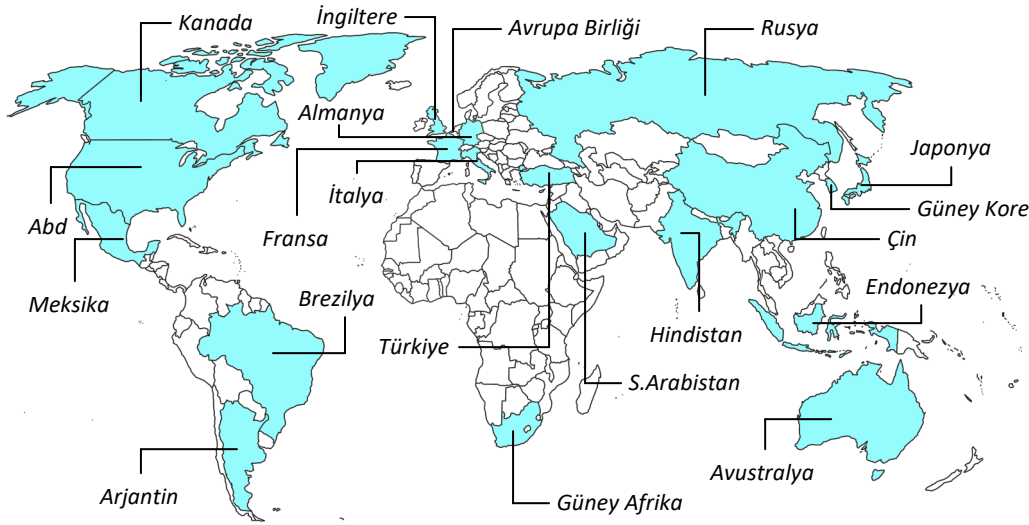 Kanada
İngiltere
Avrupa Birliği
Rusya
Almanya
Japonya
İtalya
Güney Kore
Abd
Fransa
Çin
Meksika
Brezilya
Endonezya
Hindistan
Türkiye
S.Arabistan
Avustralya
Arjantin
Güney Afrika